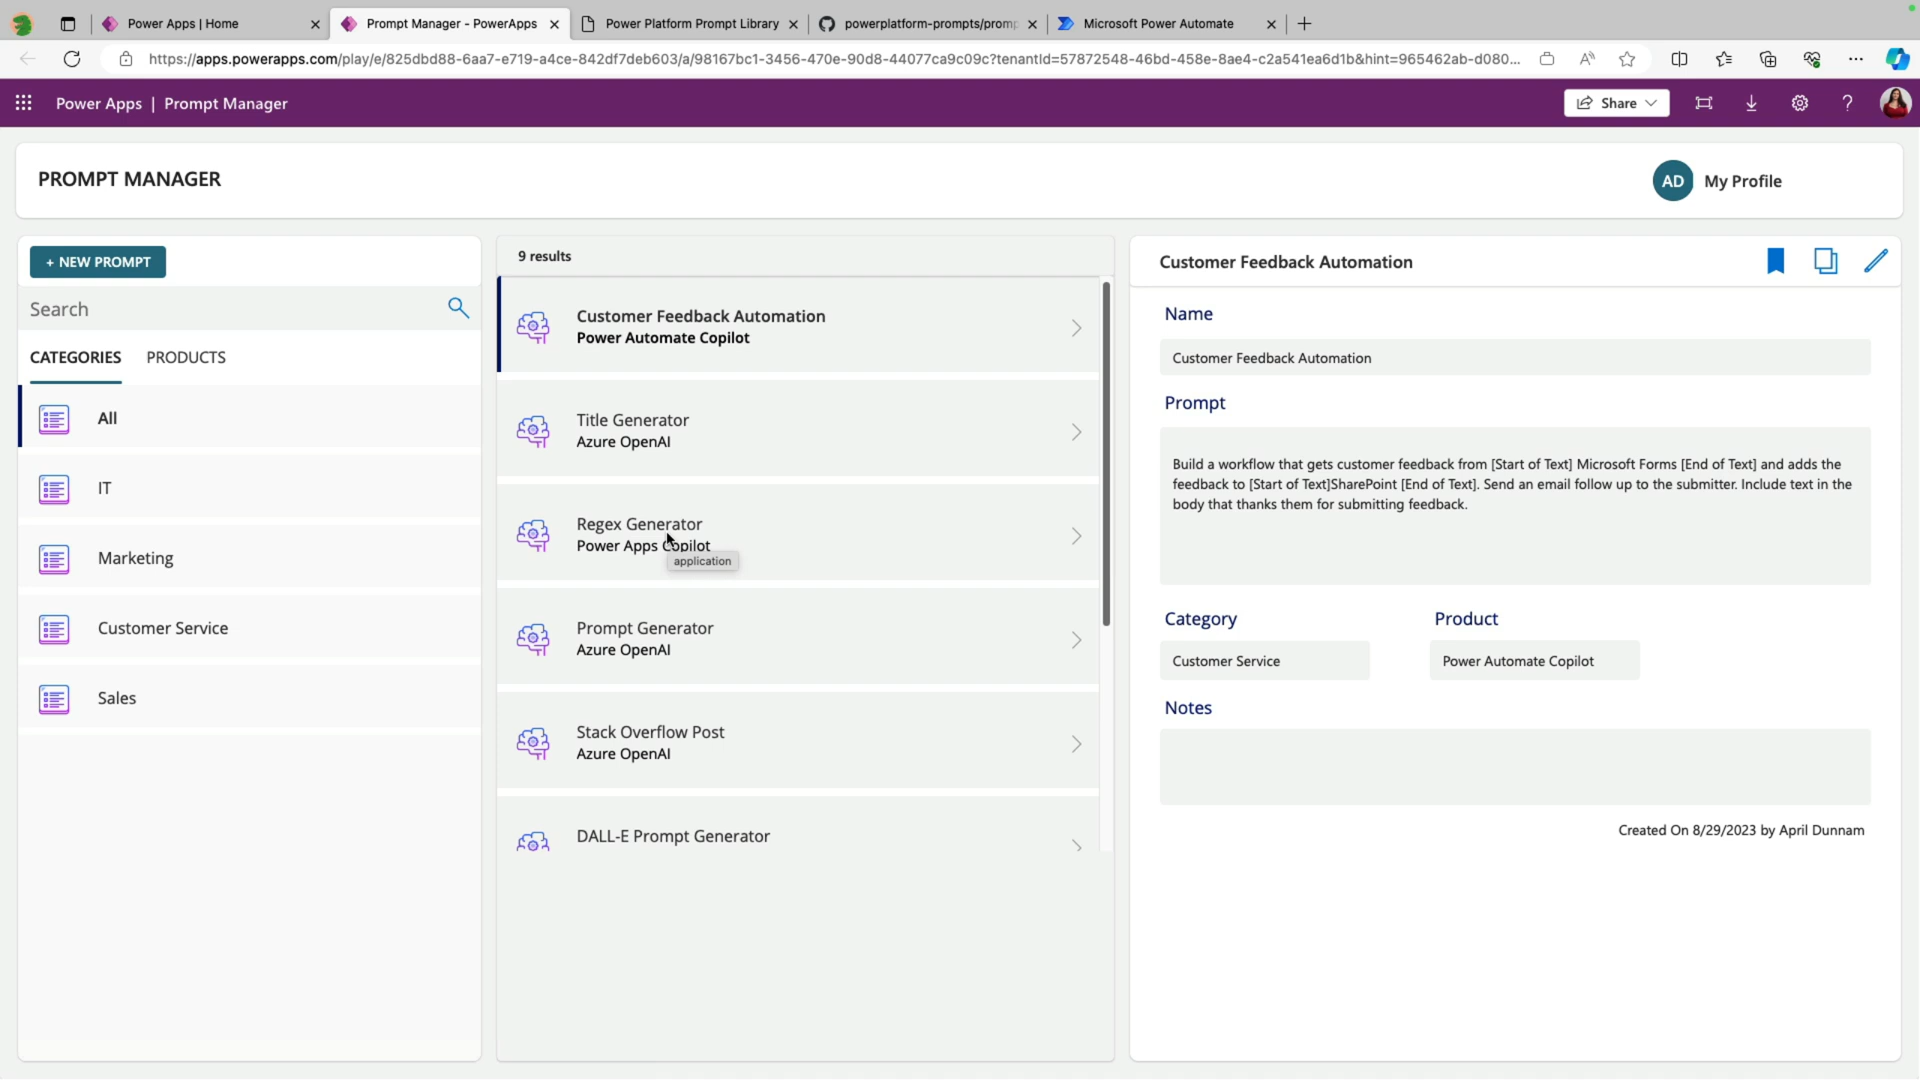 Power Apps | Home
Prompt Manager - PowerApps
Power Platform Prompt Library
powerplatform-prompts/promp
Microsoft Power Automate
https://apps.powerapps.com/play/e/825dbd88-6aa7-e719-a4ce-842df7deb603/a/98167bc1-3456-470e-90d8-44077ca9c09c?tenantId=57872548-46bd-458e-8ae4-c2a541ea6d1b&hint=965462ab-d080...
Power Apps | Prompt Manager
Share
PROMPT MANAGER
AD My Profile
+ NEW PROMPT
Search
CATEGORIES PRODUCTS
All
IT
Marketing
Customer Service
Sales
9 results
Customer Feedback Automation
Power Automate Copilot
Title Generator
Azure OpenAI
Regex Generator
Power Apps Copilot
application
Prompt Generator
Azure OpenAI
Stack Overflow Post
Azure OpenAI
DALL-E Prompt Generator
Customer Feedback Automation
Name
Customer Feedback Automation
Prompt
Build a workflow that gets customer feedback from [Start of Text] Microsoft Forms [End of Text] and adds the
feedback to [Start of Text]SharePoint [End of Text]. Send an email follow up to the submitter. Include text in the
body that thanks them for submitting feedback.
Category Product
Customer Service Power Automate Copilot
Notes
Created On 8/29/2023 by April Dunnam